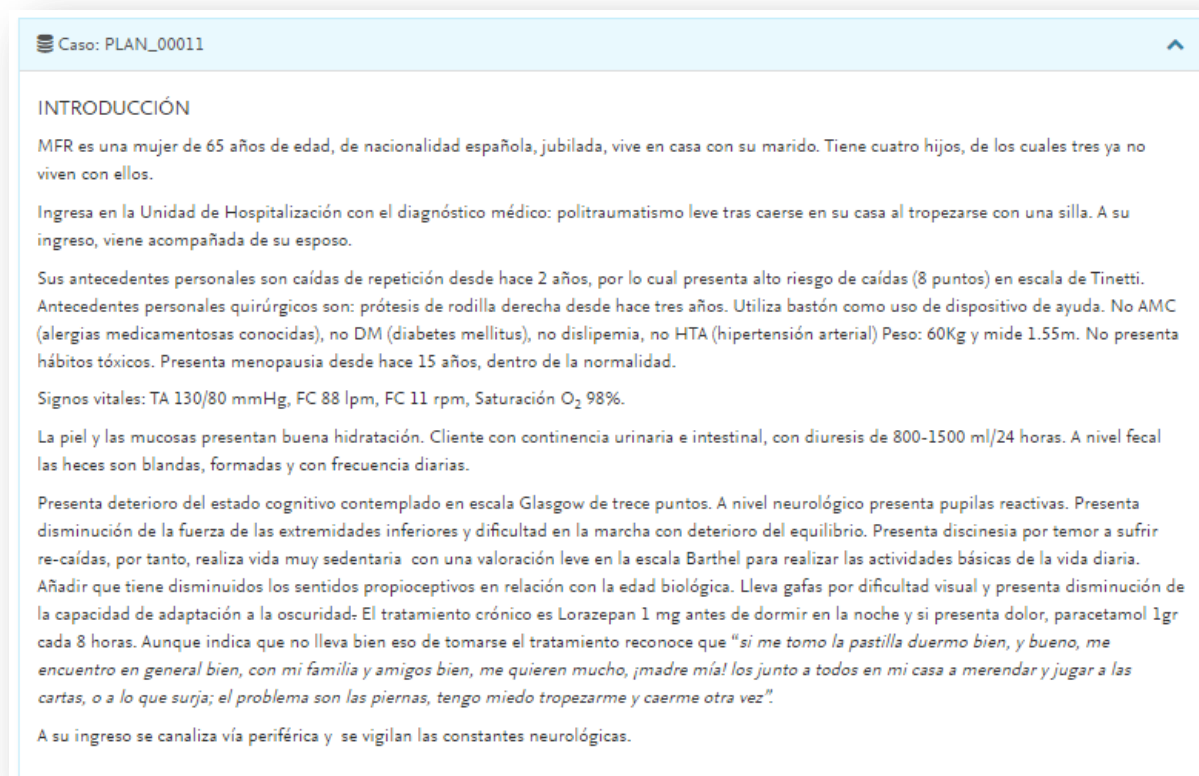 Caso: PLAN_00011
INTRODUCCIÓN
MFR es una mujer de 65 años de edad, de nacionalidad española, jubilada, vive en casa con su marido. Tiene cuatro hijos, de los cuales tres ya no
viven con ellos.
Ingresa en la Unidad de Hospitalización con el diagnóstico médico: politraumatismo leve tras caerse en su casa al tropezarse con una silla. A su
ingreso, viene acompañada de su esposo.
Sus antecedentes personales son caídas de repetición desde hace 2 años, por lo cual presenta alto riesgo de caídas (8 puntos) en escala de Tinetti.
Antecedentes personales quirúrgicos son: prótesis de rodilla derecha desde hace tres años. Utiliza bastón como uso de dispositivo de ayuda. No AMC
(alergias medicamentosas conocidas), no DM (diabetes mellitus), no dislipemia, no HTA (hipertensión arterial) Peso: 60Kg y mide 1.55m. No presenta
hábitos tóxicos. Presenta menopausia desde hace 15 años, dentro de la normalidad.
Signos vitales: TA 130/80 mmHg, FC 88 lpm, FC 11 rpm, Saturación O₂ 98%.
La piel y las mucosas presentan buena hidratación. Cliente con continencia urinaria e intestinal, con diuresis de 800-1500 ml/24 horas. A nivel fecal
las heces son blandas, formadas y con frecuencia diarias.
Presenta deterioro del estado cognitivo contemplado en escala Glasgow de trece puntos. A nivel neurológico presenta pupilas reactivas. Presenta
disminución de la fuerza de las extremidades inferiores y dificultad en la marcha con deterioro del equilibrio. Presenta discinesia por temor a sufrir
re-caídas, por tanto, realiza vida muy sedentaria con una valoración leve en la escala Barthel para realizar las actividades básicas de la vida diaria.
Añadir que tiene disminuidos los sentidos propioceptivos en relación con la edad biológica. Lleva gafas por dificultad visual y presenta disminución de
la capacidad de adaptación a la oscuridad. El tratamiento crónico es Lorazepan 1 mg antes de dormir en la noche y si presenta dolor, paracetamol 1gr
cada 8 horas. Aunque indica que no lleva bien eso de tomarse el tratamiento reconoce que “si me tomo la pastilla duermo bien, y bueno, me
encuentro en general bien, con mi familia y amigos bien, me quieren mucho, ¡madre mía! los junto a todos en mi casa a merendar y jugar a las
cartas, o a lo que surja; el problema son las piernas, tengo miedo tropezarme y caerme otra vez”.
A su ingreso se canaliza vía periférica y se vigilan las constantes neurológicas.